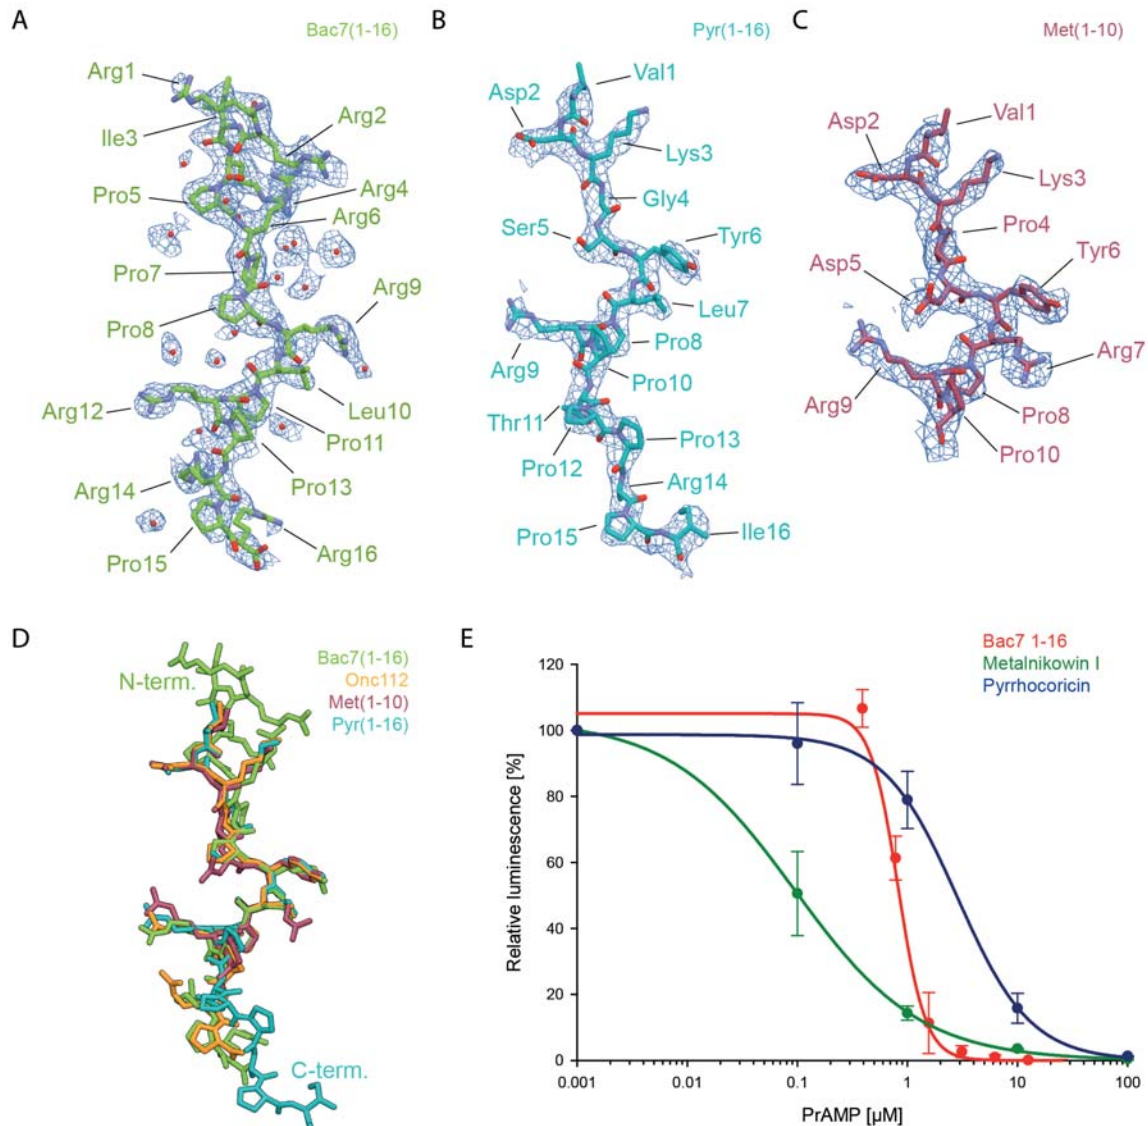 A
Bac7(1-16)
Arg1
Ile3
Arg2
Pro5
Arg4
Arg6
Pro7
Arg9
Pro8
Arg12
Leu10
Pro11
Arg14
Pro13
Pro15
Arg16
B
Pyr(1-16)
Val1
Asp2
Lys3
Gly4
Ser5
Tyr6
Leu7
Pro8
Arg9
Pro10
Thr11
Pro12
Pro13
Arg14
Pro15
Ile16
C
Met(1-10)
Val1
Asp2
Lys3
Pro4
Asp5
Tyr6
Arg7
Arg9
Pro8
Pro10
D
N-term.
Bac7(1-16)
Onc112
Met(1-10)
Pyr(1-16)
C-term.
E
Bac7 1-16
Metalnikowin I
Pyrrhocoricin
Relative luminescence [%]
120
100
80
60
40
20
0
0.001
0.01
0.1
1
10
100
PrAMP [µM]